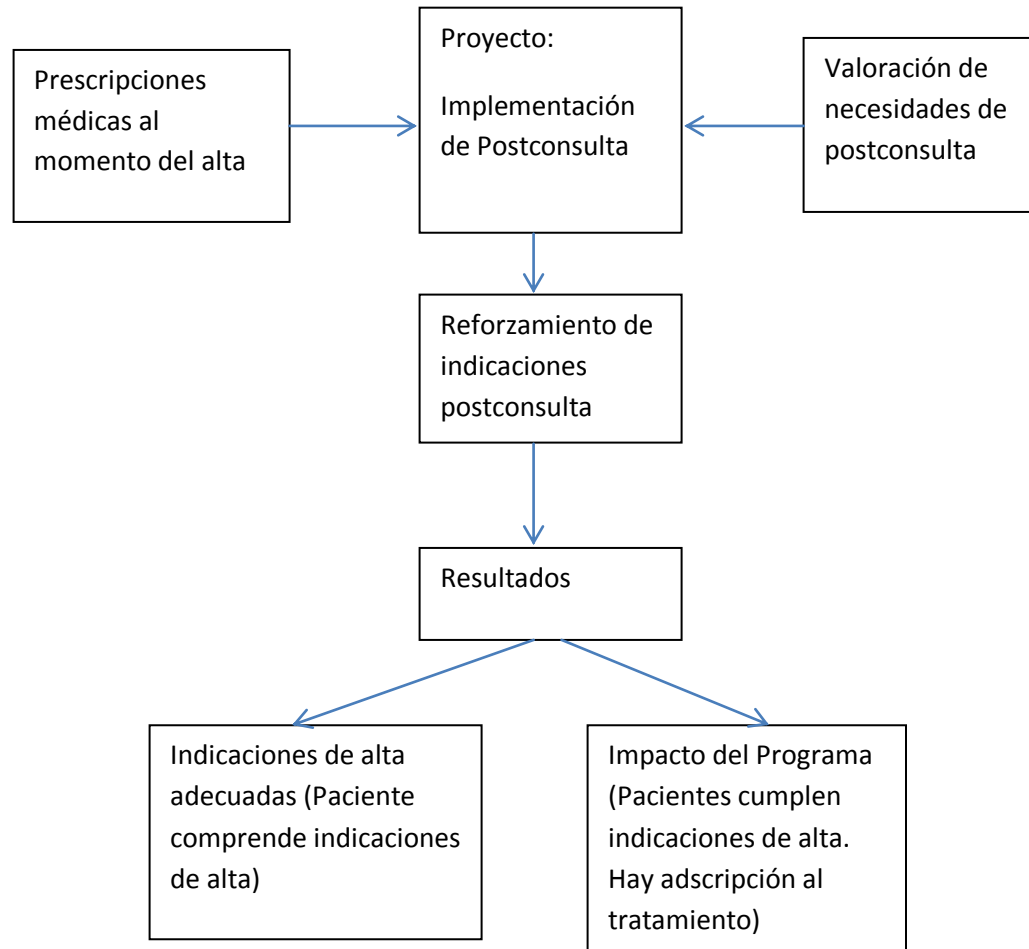 Prescripciones
médicas al
momento del alta
Proyecto:
Implementación
de Postconsulta
Valoración de
necesidades de
postconsulta
Reforzamiento de
indicaciones
postconsulta
Resultados
Indicaciones de alta
adecuadas (Paciente
comprende indicaciones
de alta)
Impacto del Programa
(Pacientes cumplen
indicaciones de alta.
Hay adscripción al
tratamiento)